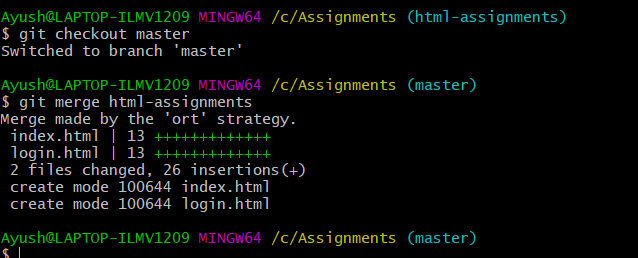 Ayush@LAPTOP-ILMV1209 MINGW64 /c/Assignments (html-assignments)
$ git checkout master
Switched to branch 'master'
Ayush@LAPTOP-ILMV1209 MINGW64 /c/Assignments (master)
$ git merge html-assignments
Merge made by the 'ort' strategy.
 index.html | 13 +++++++++++++
 login.html | 13 +++++++++++++
 2 files changed, 26 insertions(+)
 create mode 100644 index.html
 create mode 100644 login.html
Ayush@LAPTOP-ILMV1209 MINGW64 /c/Assignments (master)
$